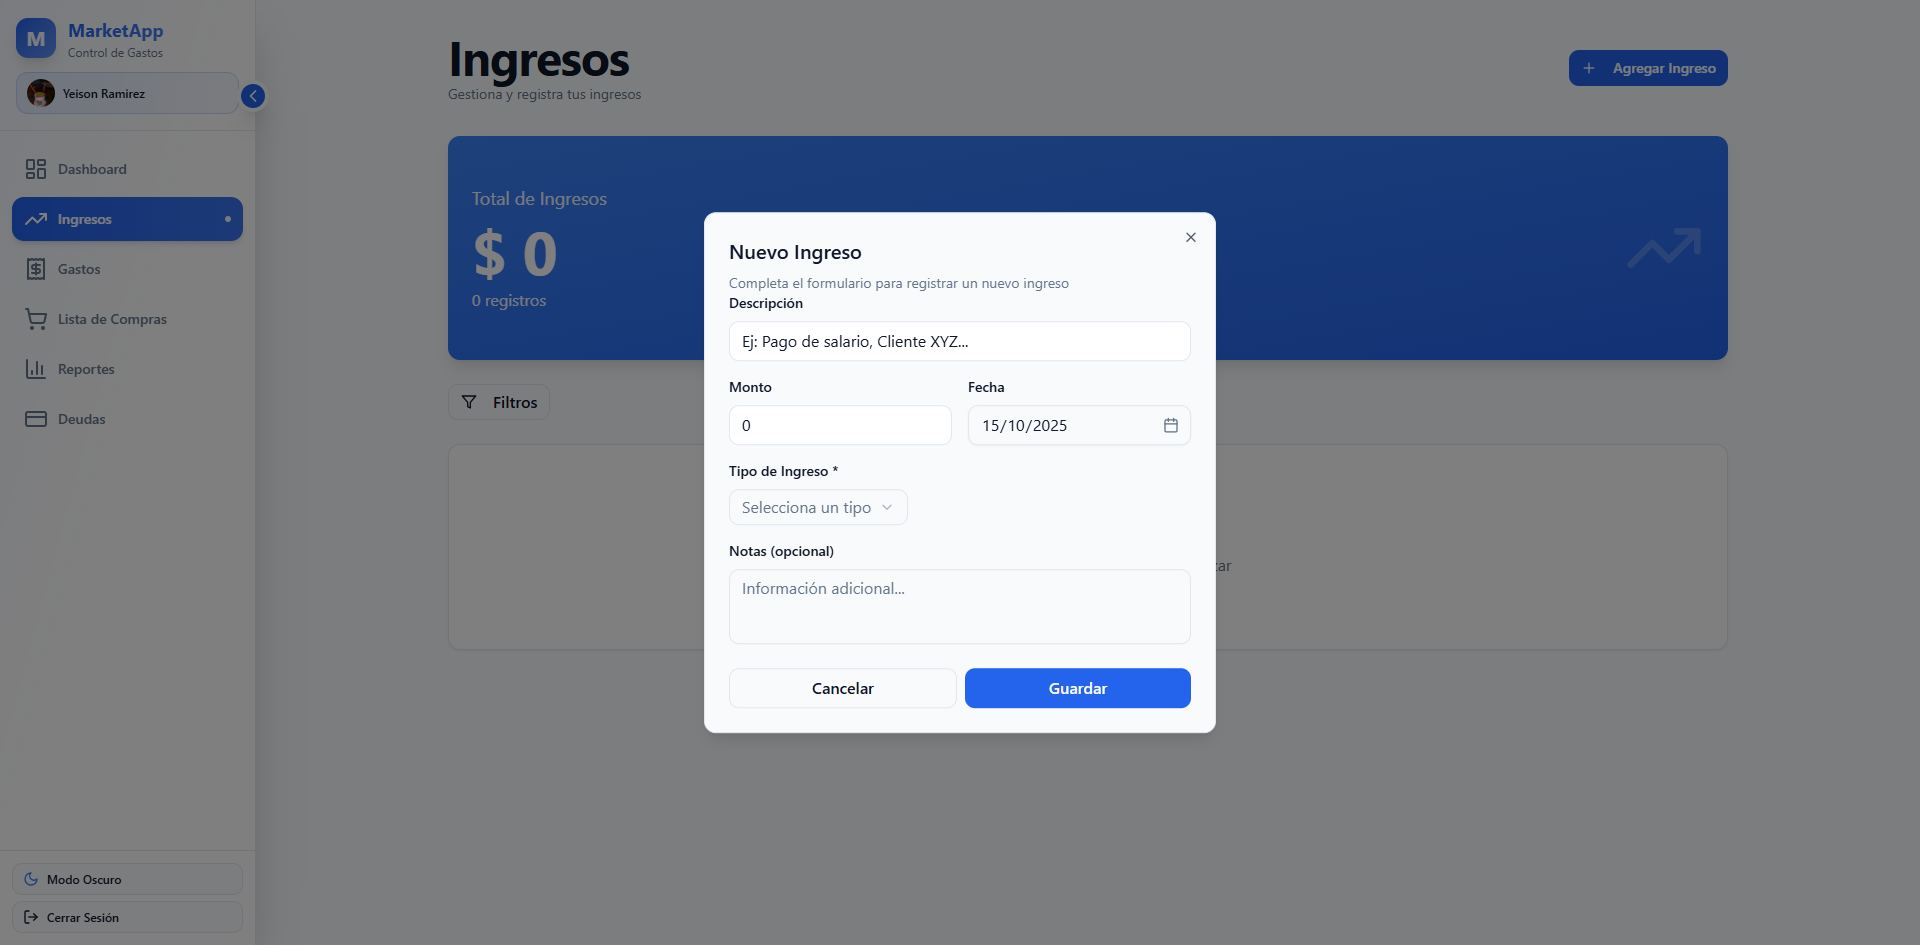 M
MarketApp
Control de Gastos
Yeison Ramirez
Dashboard
Ingresos
Gastos
Lista de Compras
Reportes
Deudas
Modo Oscuro
Cerrar Sesión
Ingresos
Gestiona y registra tus ingresos
Agregar Ingreso
Total de Ingresos
$ 0
0 registros
Filtros
Nuevo Ingreso
Completa el formulario para registrar un nuevo ingreso
Descripción
Ej: Pago de salario, Cliente XYZ...
Monto
Fecha
0
15/10/2025
Tipo de Ingreso *
Selecciona un tipo
Notas (opcional)
Información adicional...
Cancelar
Guardar